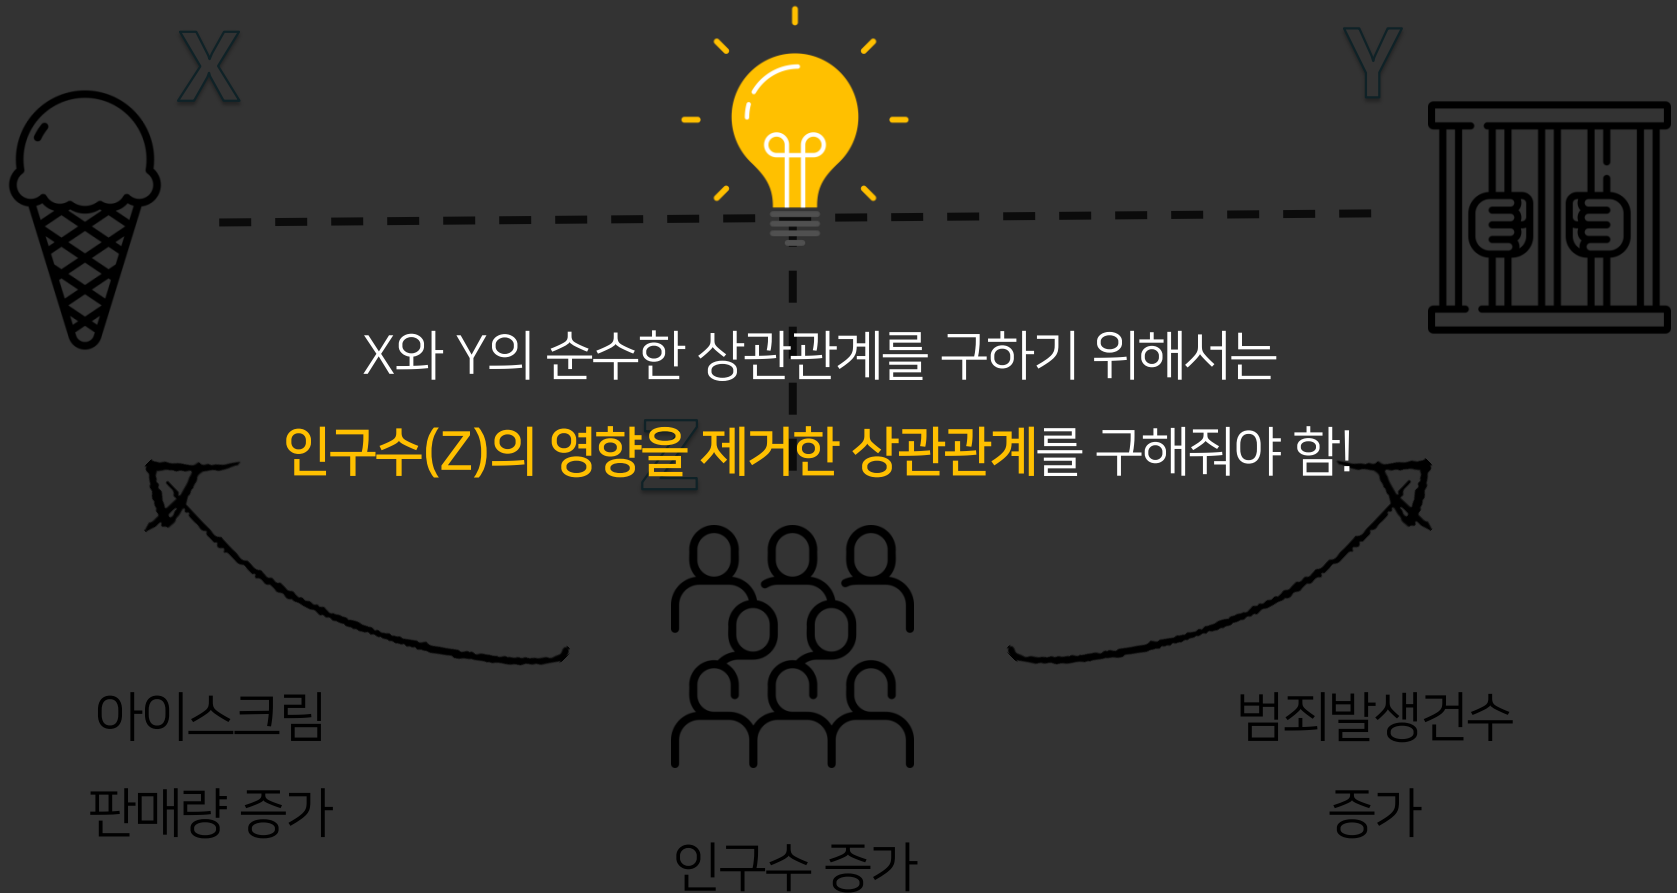 X
Y
X와 Y의 순수한 상관관계를 구하기 위해서는
인구수(Z)의 영향을 제거한 상관관계를 구해줘야 함!
Z
아이스크림
판매량 증가
범죄발생건수
증가
인구수 증가